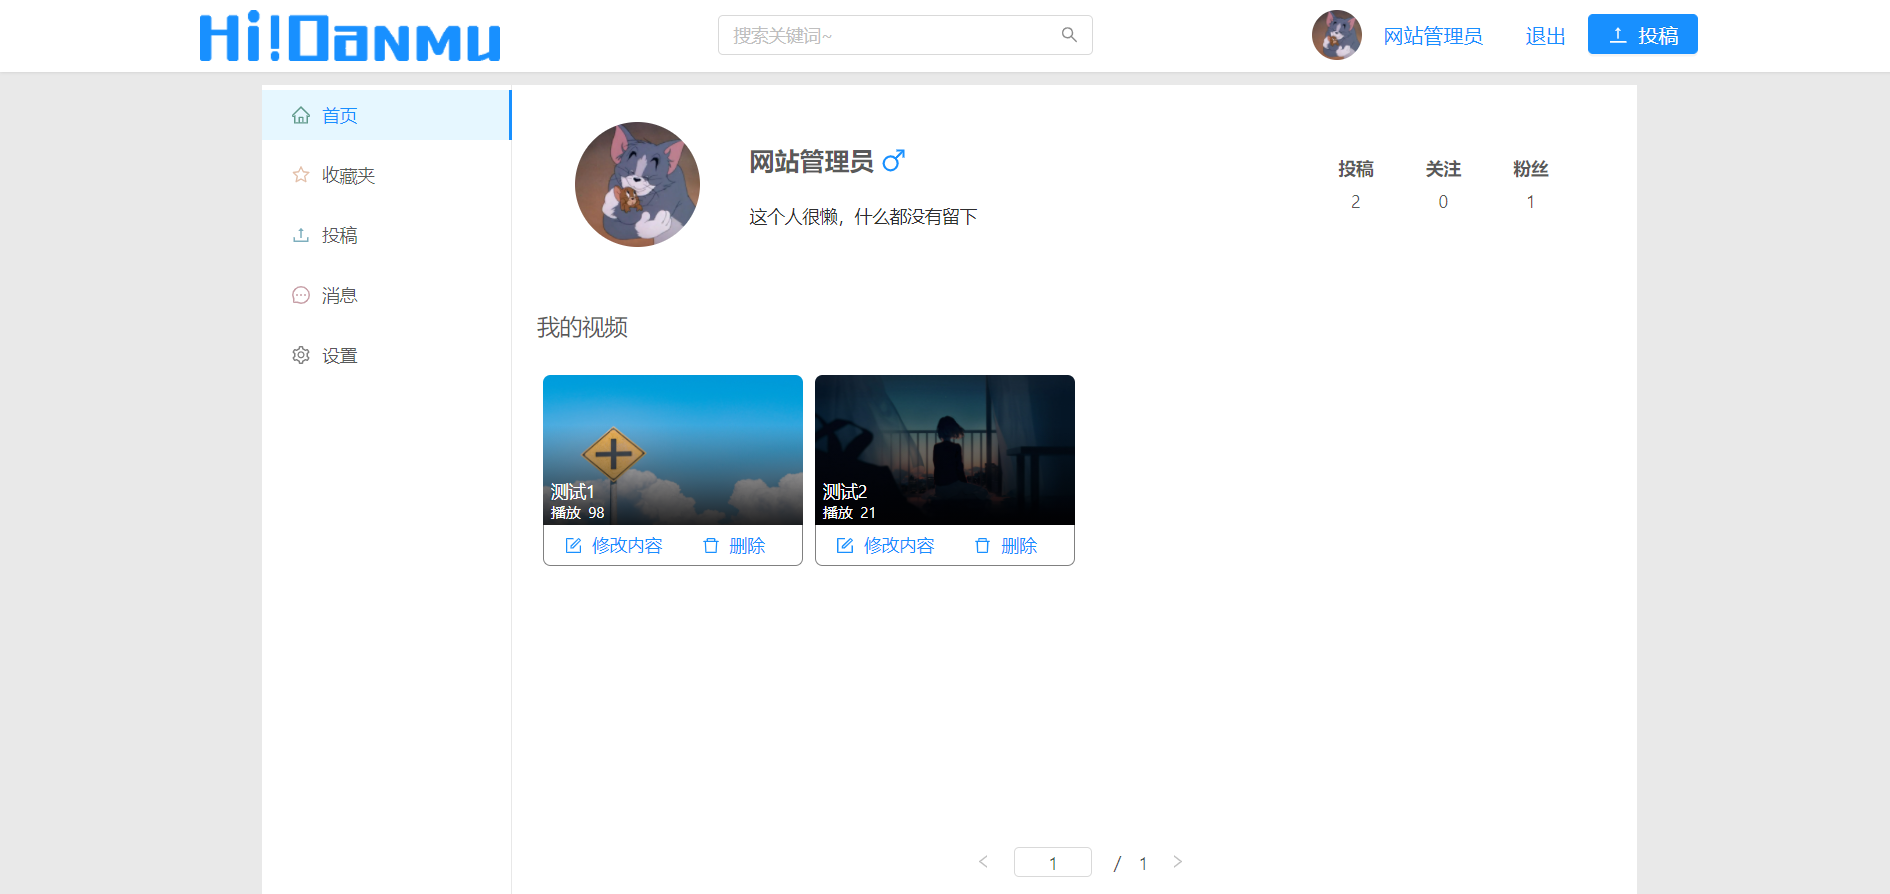 Hi!Danmu
搜索关键词~
网站管理员
退出
投稿
首页
收藏夹
投稿
消息
设置
网站管理员
这个人很懒，什么都没有留下
投稿 关注 粉丝
2 0 1
我的视频
测试1
播放 98
修改内容 删除
测试2
播放 21
修改内容 删除
1 / 1